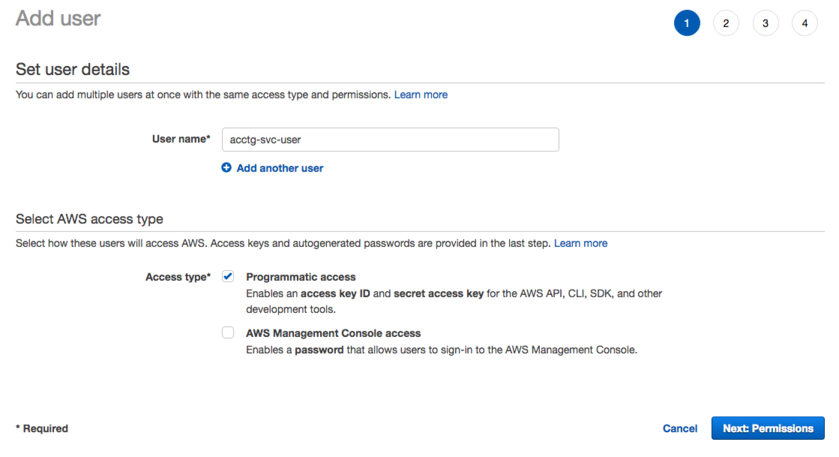 Add user
1 2 3 4
Set user details
You can add multiple users at once with the same access type and permissions. Learn more
User name* acctg-svc-user
Add another user
Select AWS access type
Select how these users will access AWS. Access keys and autogenerated passwords are provided in the last step. Learn more
Access type* Programmatic access
Enables an access key ID and secret access key for the AWS API, CLI, SDK, and other
development tools.
AWS Management Console access
Enables a password that allows users to sign-in to the AWS Management Console.
* Required Cancel Next: Permissions